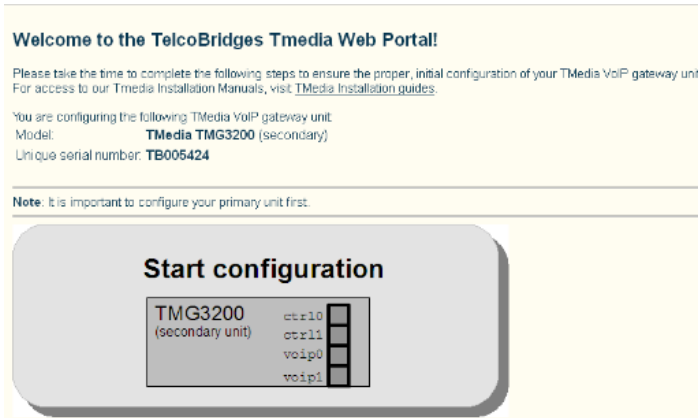 Welcome to the TelcoBridges Tmedia Web Portal!
Please take the time to complete the following steps to ensure the proper, initial configuration of your TMedia VoIP gateway unit
For access to our Tmedia Installation Manuals, visit TMedia Installation guides.
You are configuring the following TMedia VoIP gateway unit:
Model: TMedia TMG3200 (secondary)
Unique serial number: TB005424
Note: It is important to configure your primary unit first.
Start configuration
TMG3200
(secondary unit)
ctrl0
ctrl1
voip0
voip1